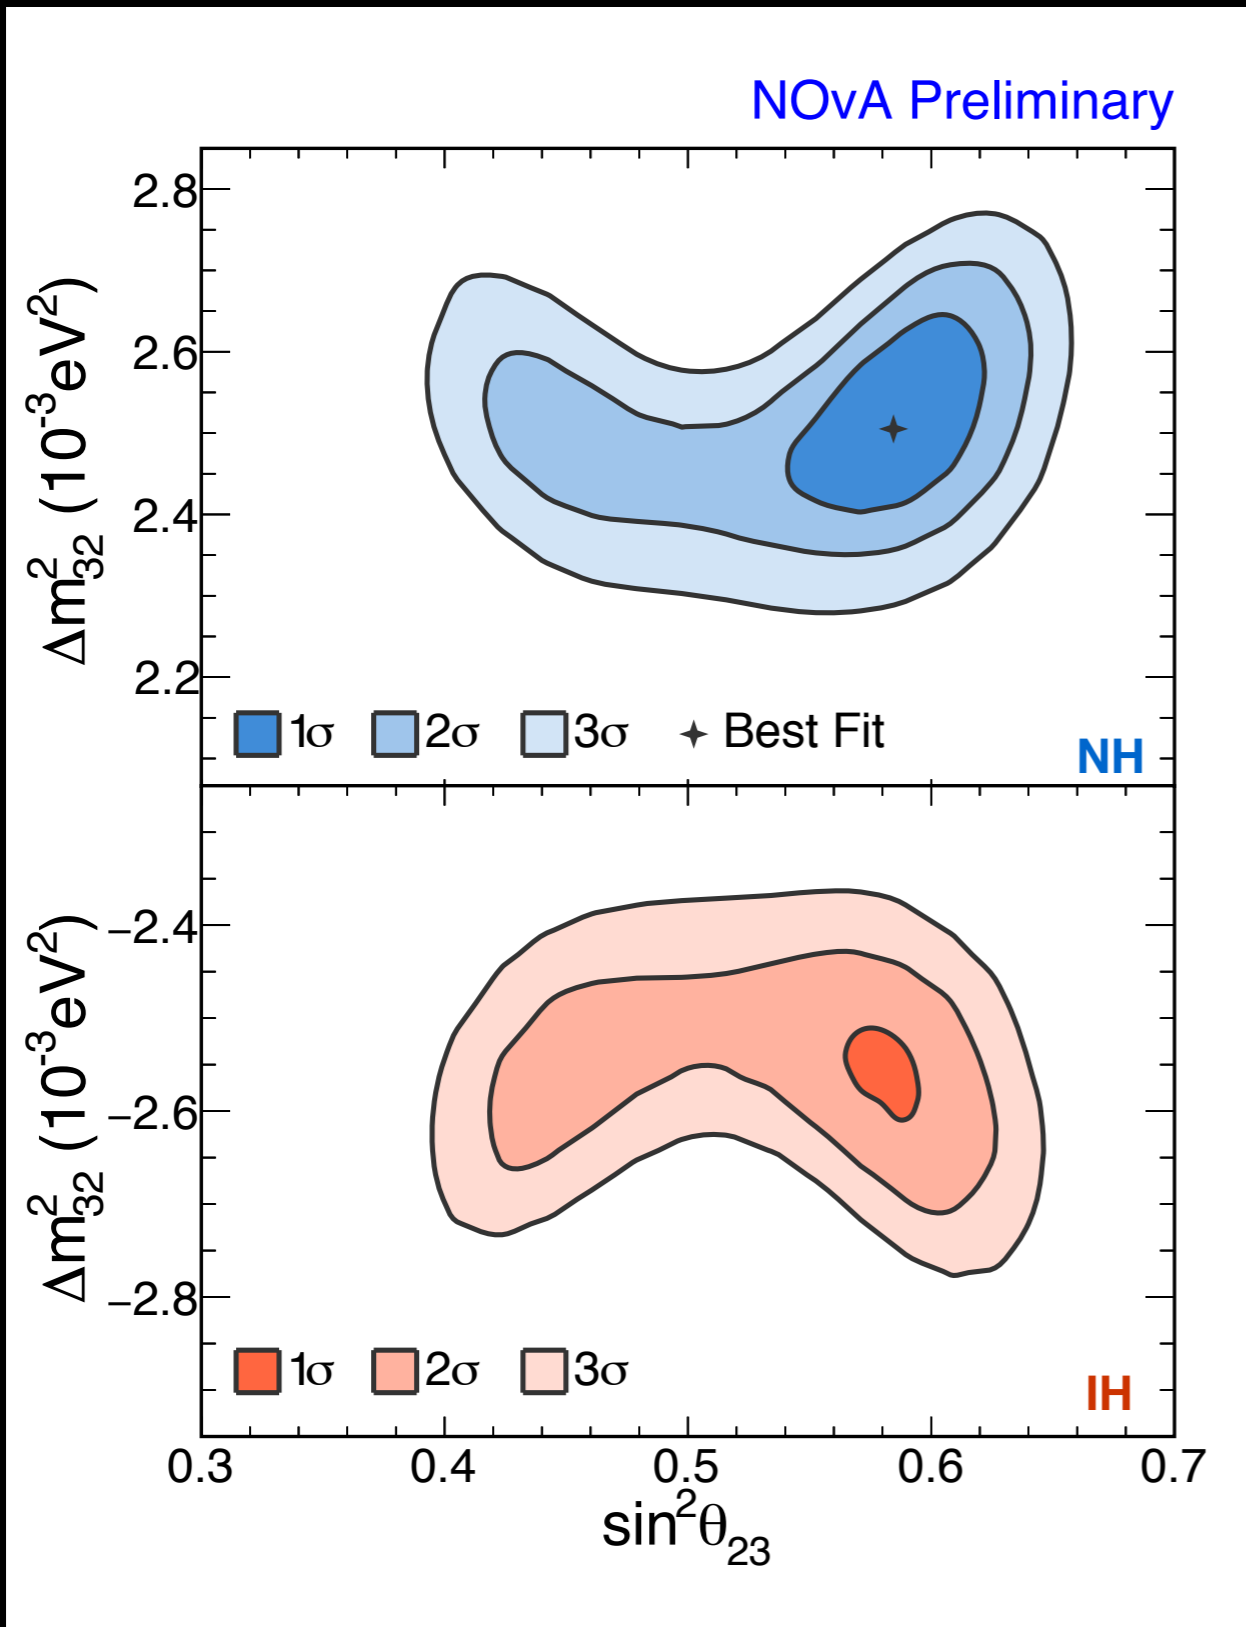 NOvA Preliminary
Δm²₃₂ (10⁻³eV²)
2.8
2.6
2.4
2.2
1σ 2σ 3σ Best Fit
NH
Δm²₃₂ (10⁻³eV²)
−2.4
−2.6
−2.8
1σ 2σ 3σ
IH
0.3 0.4 0.5 0.6 0.7
sin²θ₂₃